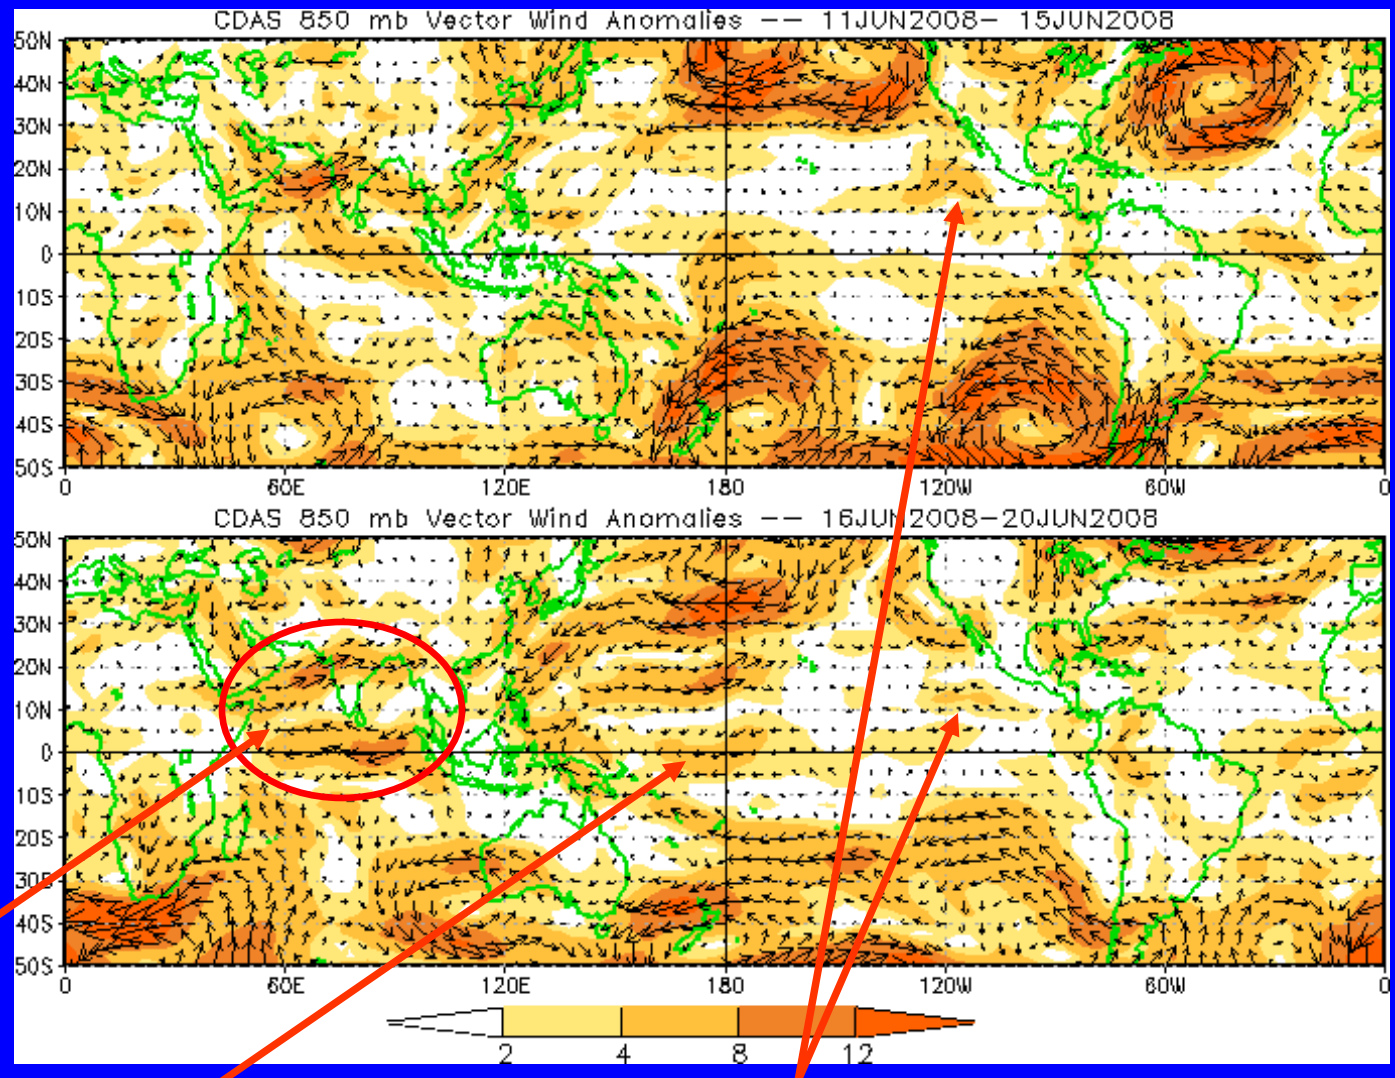 CDAS 850 mb Vector Wind Anomalies -- 11JUN2008- 15JUN2008
50N
40N
30N
20N
10N
0
10S
20S
30S
40S
50S
0 60E 120E 180 120W 60W 0
CDAS 850 mb Vector Wind Anomalies -- 16JUN2008-20JUN2008
50N
40N
30N
20N
10N
0
10S
20S
30S
40S
50S
0 60E 120E 180 120W 60W 0
2 4 8 12